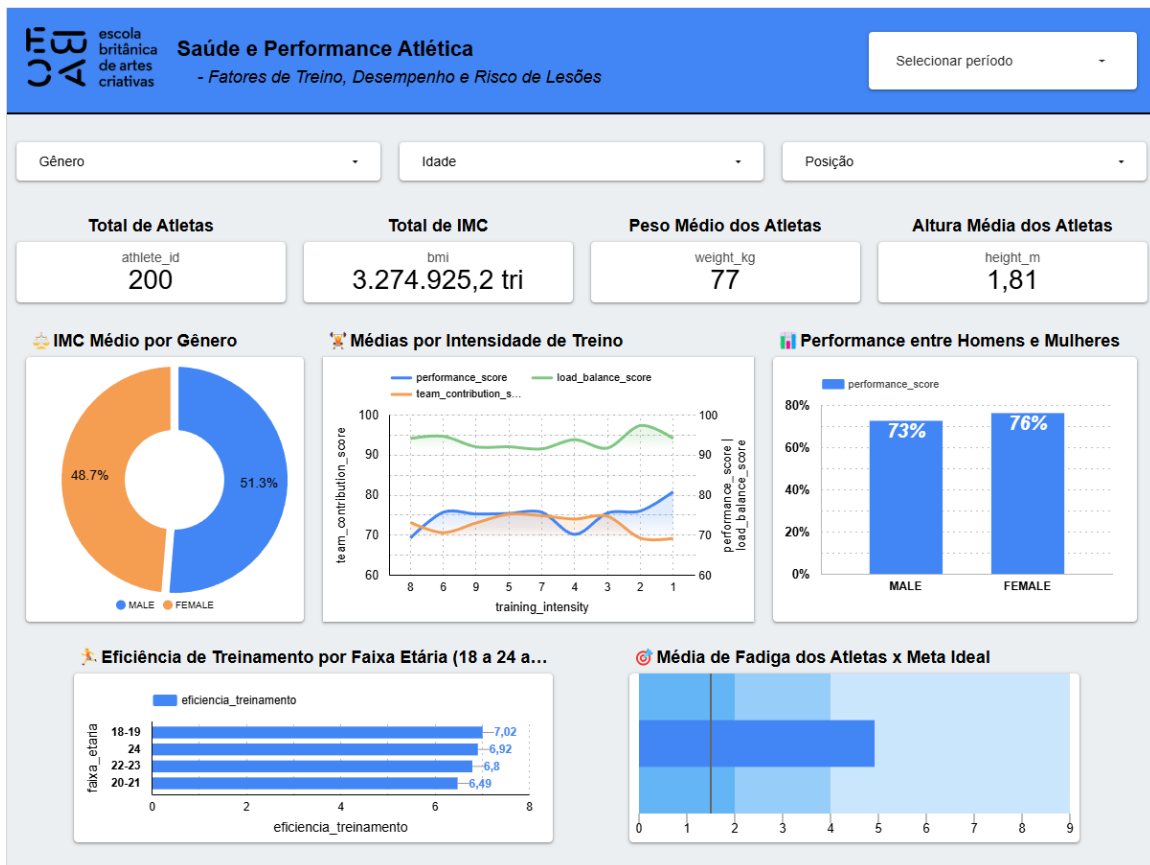 escola
britânica
de artes
criativas
Saúde e Performance Atlética
- Fatores de Treino, Desempenho e Risco de Lesões
Selecionar período
Gênero
Idade
Posição
Total de Atletas
athlete_id
200
Total de IMC
bmi
3.274.925,2 tri
Peso Médio dos Atletas
weight_kg
77
Altura Média dos Atletas
height_m
1,81
IMC Médio por Gênero
48.7%
51.3%
MALE FEMALE
Médias por Intensidade de Treino
performance_score load_balance_score
team_contribution_s...
100
90
80
70
60
team_contribution_score
100
90
80
70
60
performance_score |
load_balance_score
8 6 9 5 7 4 3 2 1
training_intensity
Performance entre Homens e Mulheres
performance_score
80%
60%
40%
20%
0%
73%
76%
MALE FEMALE
Eficiência de Treinamento por Faixa Etária (18 a 24 a...
eficiencia_treinamento
faixa_etaria
18-19 7,02
24 6,92
22-23 6,8
20-21 6,49
0 2 4 6 8
eficiencia_treinamento
Média de Fadiga dos Atletas x Meta Ideal
0 1 2 3 4 5 6 7 8 9